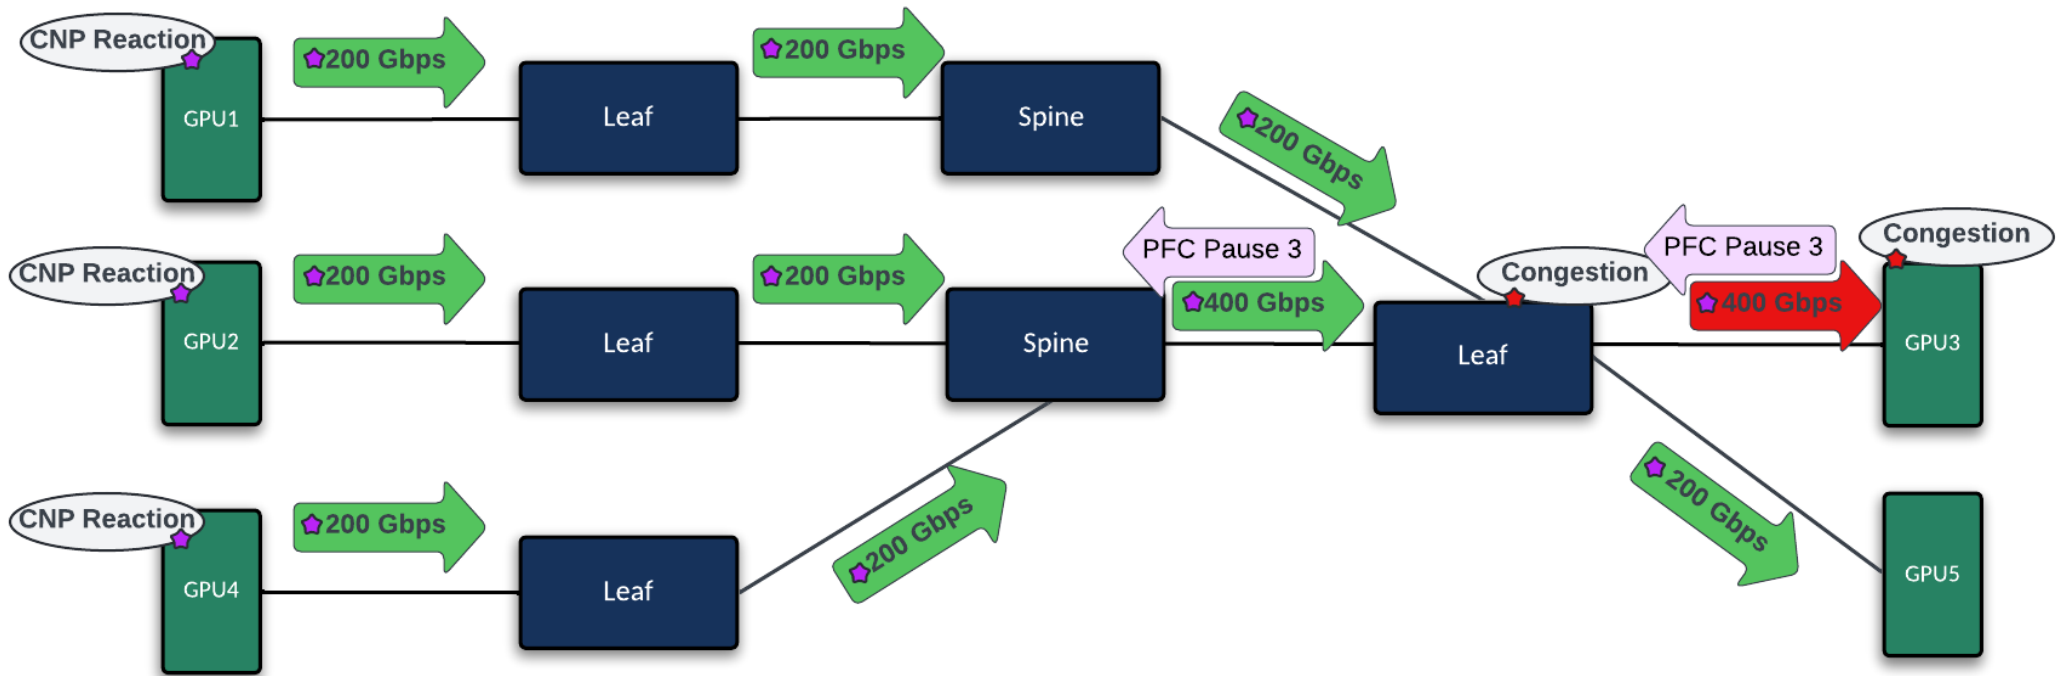 CNP Reaction
200 Gbps
200 Gbps
GPU1
Leaf
Spine
200 Gbps
CNP Reaction
200 Gbps
200 Gbps
PFC Pause 3
400 Gbps
Congestion
PFC Pause 3
400 Gbps
Congestion
GPU2
Leaf
Spine
Leaf
GPU3
CNP Reaction
200 Gbps
200 Gbps
200 Gbps
GPU4
Leaf
GPU5